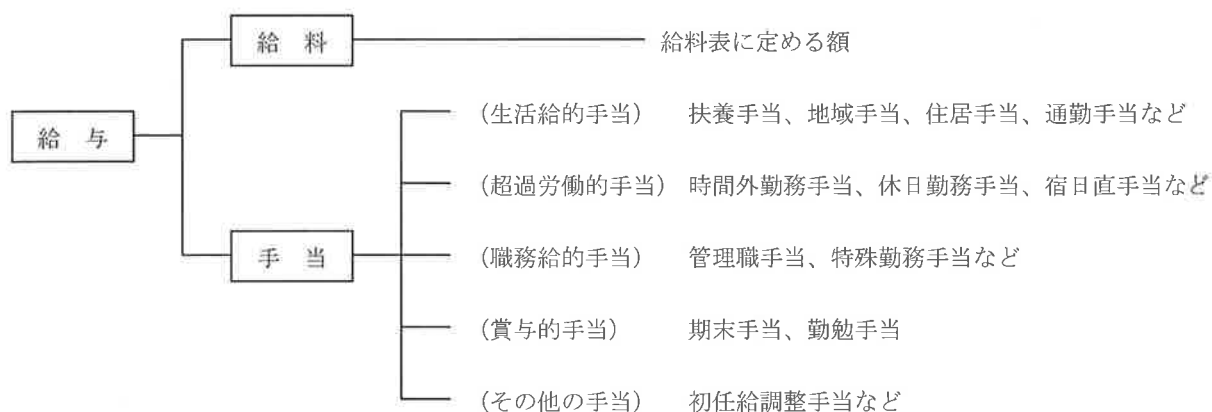 給料
給料表に定める額
(生活給的手当) 扶養手当、地域手当、住居手当、通勤手当など
給与
(超過労働的手当) 時間外勤務手当、休日勤務手当、宿日直手当など
手当
(職務給的手当) 管理職手当、特殊勤務手当など
(賞与的手当) 期末手当、勤勉手当
(その他の手当) 初任給調整手当など